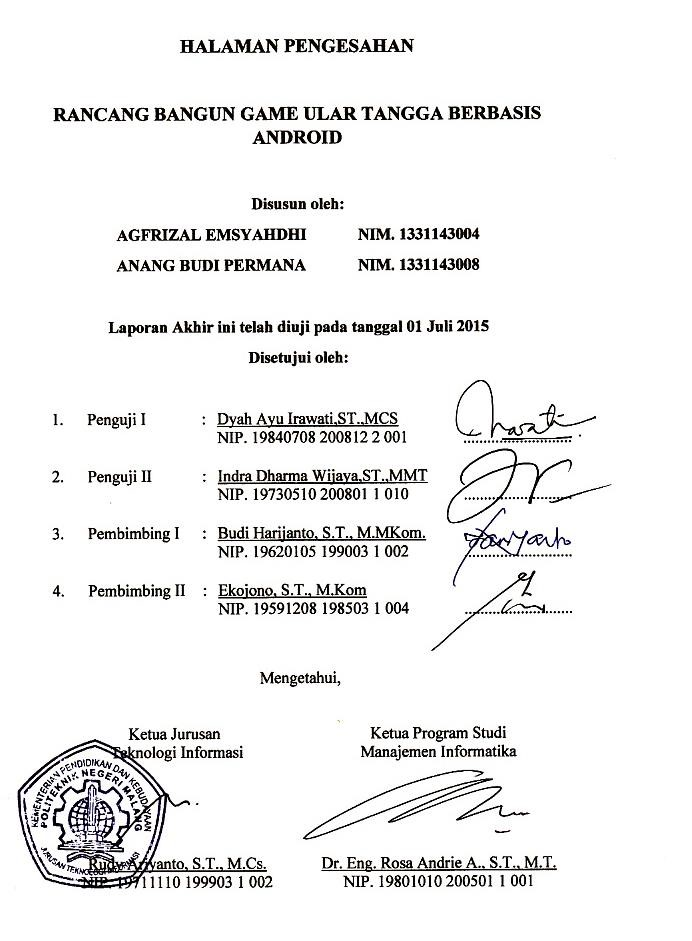 HALAMAN PENGESAHAN
RANCANG BANGUN GAME ULAR TANGGA BERBASIS
ANDROID
Disusun oleh:
AGFRIZAL EMSYAHDHI NIM. 1331143004
ANANG BUDI PERMANA NIM. 1331143008
Laporan Akhir ini telah diuji pada tanggal 01 Juli 2015
Disetujui oleh:
1. Penguji I : Dyah Ayu Irawati,ST.,MCS
NIP. 19840708 200812 2 001
2. Penguji II : Indra Dharma Wijaya,ST.,MMT
NIP. 19730510 200801 1 010
3. Pembimbing I : Budi Harijanto, S.T., M.MKom.
NIP. 19620105 199003 1 002
4. Pembimbing II : Ekojono, S.T., M.Kom
NIP. 19591208 198503 1 004
Mengetahui,
Ketua Jurusan
Teknologi Informasi
Ketua Program Studi
Manajemen Informatika
KEMENTERIAN PENDIDIKAN DAN KEBUDAYAAN
POLITEKNIK NEGERI MALANG
JURUSAN TEKNOLOGI INFORMASI
Rudy Ariyanto, S.T., M.Cs.
NIP. 19711110 199903 1 002
Dr. Eng. Rosa Andrie A., S.T., M.T.
NIP. 19801010 200501 1 001